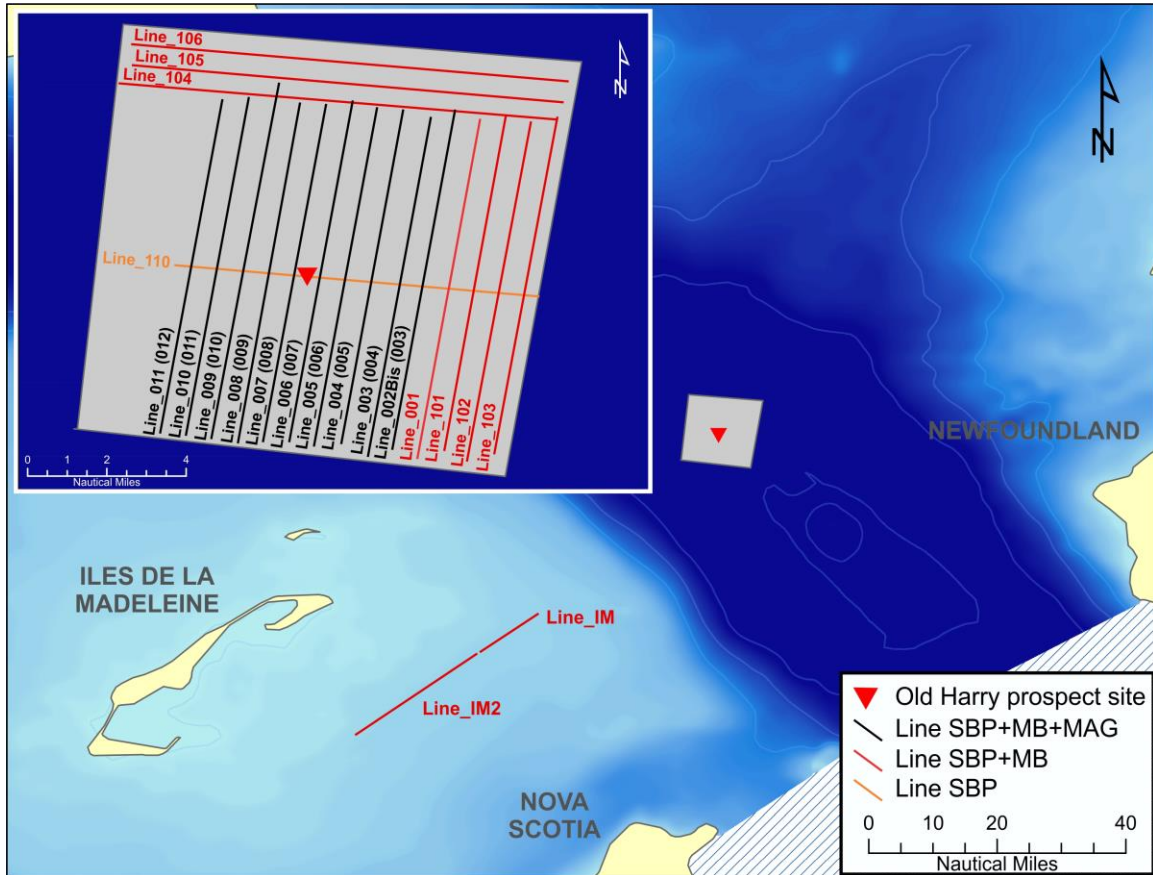 Line_106
Line_105
Line_104
Line_110
Line_011 (012)
Line_010 (011)
Line_009 (010)
Line_008 (009)
Line_007 (008)
Line_006 (007)
Line_005 (006)
Line_004 (005)
Line_003 (004)
Line_002Bis (003)
Line_001
Line_101
Line_102
Line_103
0 1 2 4
Nautical Miles
N
N
NEWFOUNDLAND
ILES DE LA
MADELEINE
Line_IM
Line_IM2
NOVA
SCOTIA
Old Harry prospect site
Line SBP+MB+MAG
Line SBP+MB
Line SBP
0 10 20 40
Nautical Miles